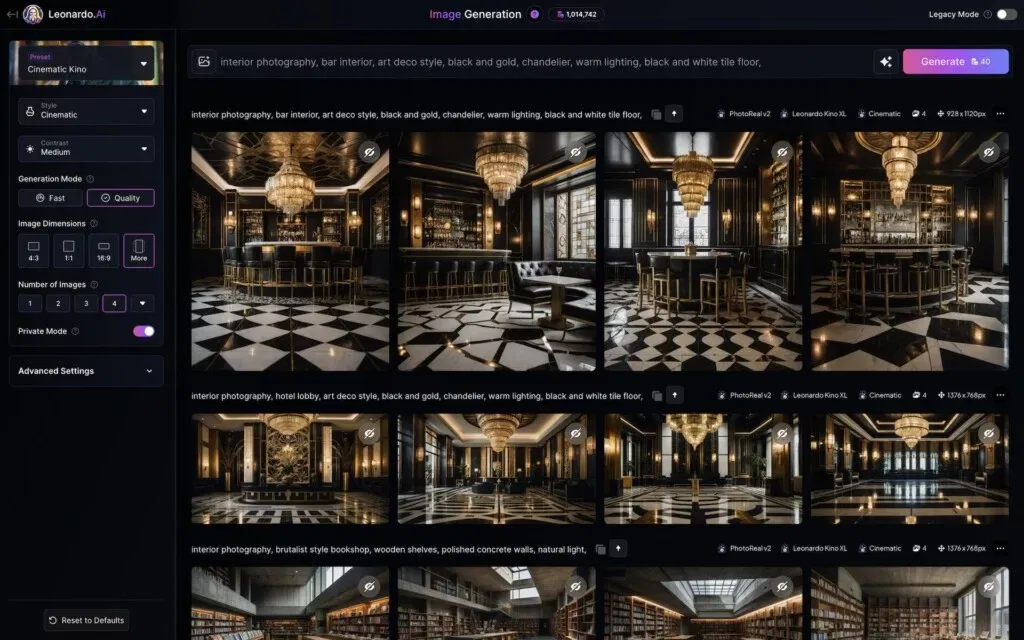 Leonardo.Ai
Image Generation
1,014,742
Legacy Mode
Preset
Cinematic Kino
Style
Cinematic
Contrast
Medium
Generation Mode
Fast
Quality
Image Dimensions
4:3
1:1
16:9
More
Number of Images
1
2
3
4
Private Mode
Advanced Settings
Reset to Defaults
interior photography, bar interior, art deco style, black and gold, chandelier, warm lighting, black and white tile floor,
Generate 40
interior photography, bar interior, art deco style, black and gold, chandelier, warm lighting, black and white tile floor,
PhotoReal v2 Leonardo Kino XL Cinematic 4 928 x 1120px
interior photography, hotel lobby, art deco style, black and gold, chandelier, warm lighting, black and white tile floor,
PhotoReal v2 Leonardo Kino XL Cinematic 4 1376 x 768px
interior photography, brutalist style bookshop, wooden shelves, polished concrete walls, natural light,
PhotoReal v2 Leonardo Kino XL Cinematic 4 1376 x 768px